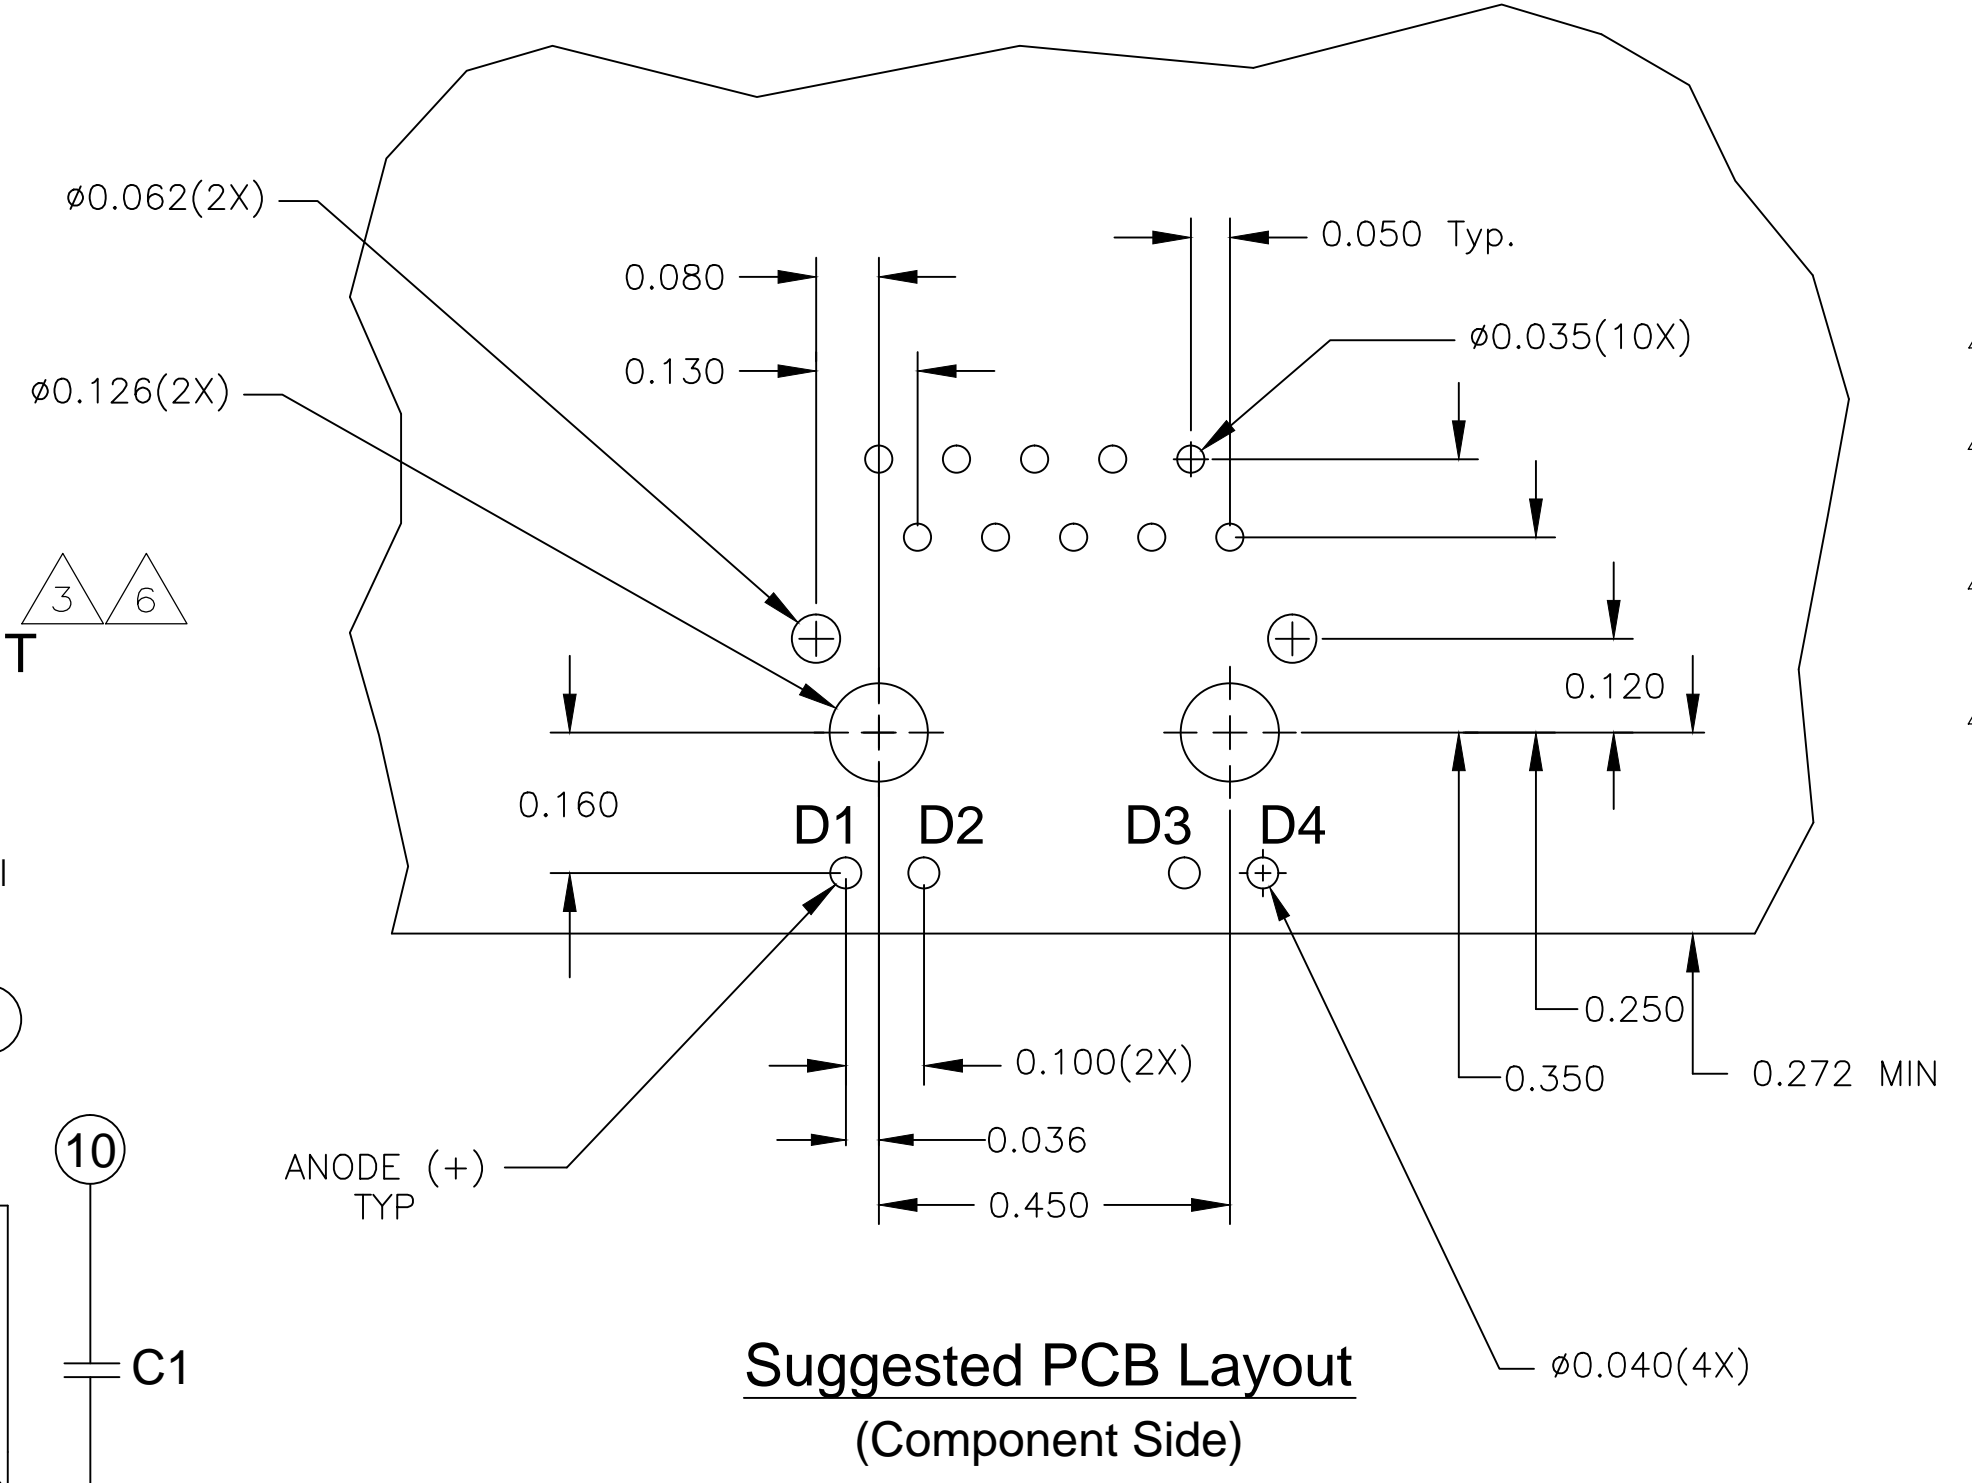 ø0.062(2X)
0.050 Typ.
0.080
ø0.035(10X)
0.130
ø0.126(2X)
3 6
T
0.120
0.160
D1 D2 D3 D4
0.250
0.100(2X)
0.350
0.272 MIN
0.036
10
ANODE (+)
TYP
0.450
C1
Suggested PCB Layout
ø0.040(4X)
(Component Side)